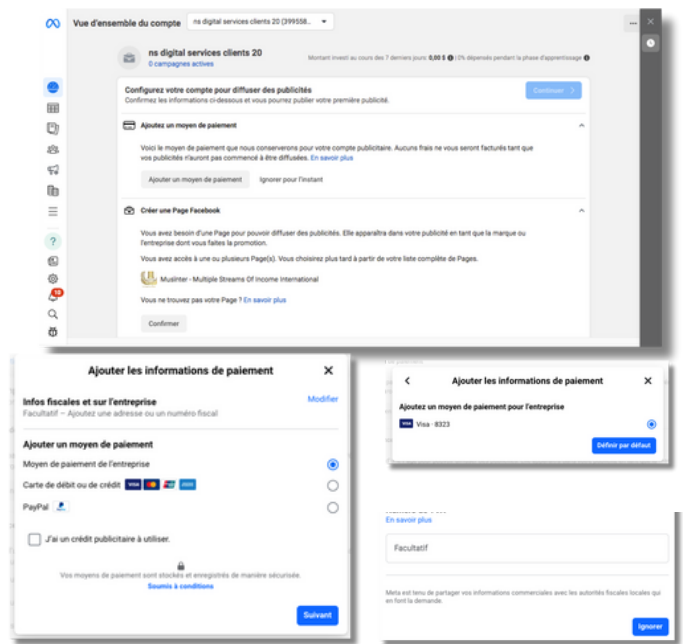 Vue d'ensemble du compte
ns digital services clients 20 (399558..
ns digital services clients 20
0 campagnes actives
Montant investi au cours des 7 derniers jours: 0,00 $ | 0% dépensés pendant la phase d'apprentissage
Configurez votre compte pour diffuser des publicités
Confirmez les informations ci-dessous et vous pourrez publier votre première publicité.
Continuer
Ajoutez un moyen de paiement
Voici le moyen de paiement que nous conserverons pour votre compte publicitaire. Aucuns frais ne vous seront facturés tant que
vos publicités n'auront pas commencé à être diffusées. En savoir plus
Ajouter un moyen de paiement
Ignorer pour l'instant
Créer une Page Facebook
Vous avez besoin d'une Page pour pouvoir diffuser des publicités. Elle apparaîtra dans votre publicité en tant que la marque ou
l'entreprise dont vous faites la promotion.
Vous avez accès à une ou plusieurs Page(s). Vous choisirez plus tard à partir de votre liste complète de Pages.
MusiInter - Multiple Streams Of Income International
Vous ne trouvez pas votre Page ? En savoir plus
Confirmer
Ajouter les informations de paiement
Infos fiscales et sur l'entreprise
Modifier
Facultatif – Ajoutez une adresse ou un numéro fiscal
Ajouter un moyen de paiement
Moyen de paiement de l'entreprise
Carte de débit ou de crédit VISA
PayPal
J'ai un crédit publicitaire à utiliser.
Vos moyens de paiement sont stockés et enregistrés de manière sécurisée.
Soumis à conditions
Suivant
Ajouter les informations de paiement
Ajoutez un moyen de paiement pour l'entreprise
VISA Visa · 8323
Définir par défaut
En savoir plus
Facultatif
Meta est tenu de partager vos informations commerciales avec les autorités fiscales locales qui
en font la demande.
Ignorer